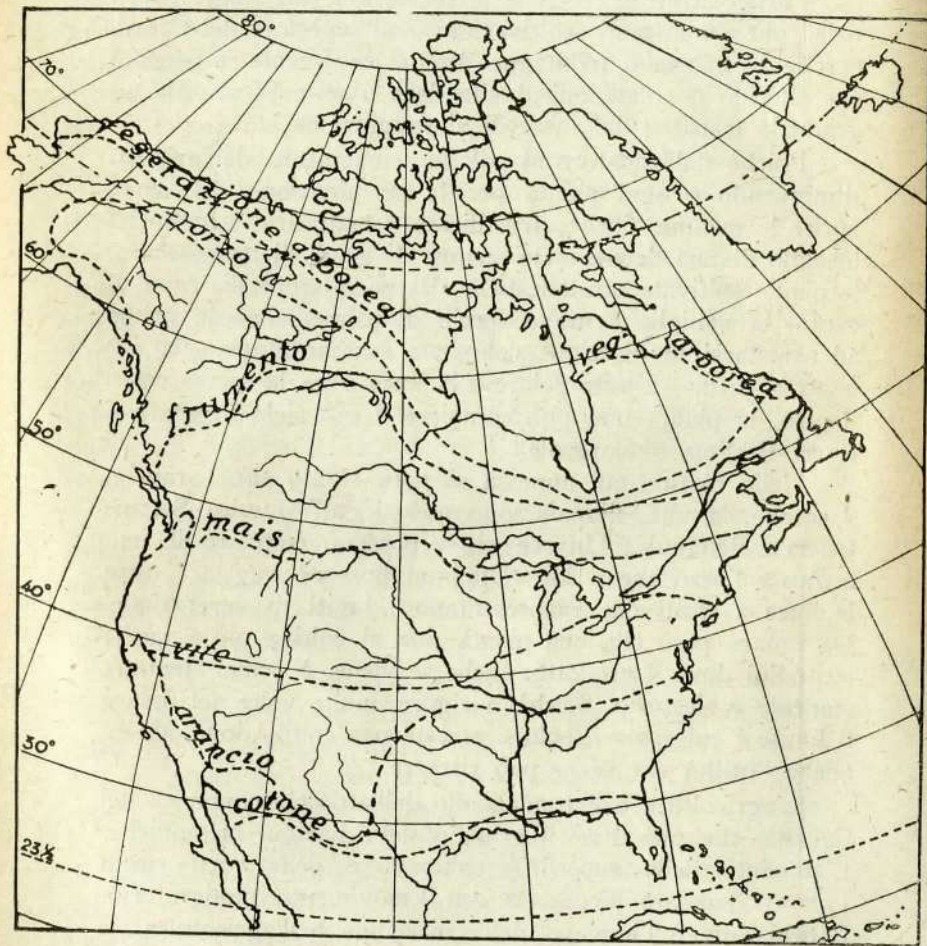 80°
70°
vegetazione arborea
orzo
60
veg. arborea
frumento
50°
mais
40°
vite
arancio
30°
cotone
23½